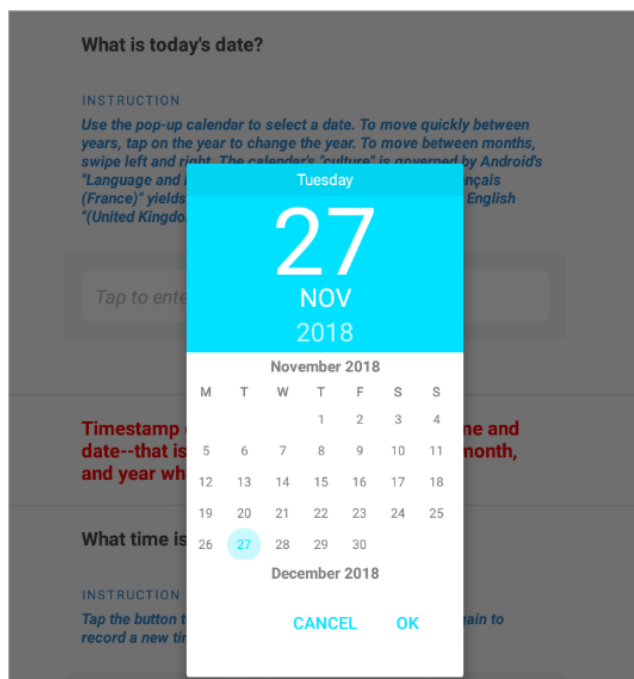 What is today's date?
INSTRUCTION
Use the pop-up calendar to select a date. To move quickly between
years, tap on the year to change the year. To move between months,
swipe left and right. The calendar's "culture" is governed by Android's
"Language and
nçais
(France)" yields
English
"(United Kingdo
Tap to ente
Tuesday
27
NOV
2018
November 2018
M T W T F S S
1 2 3 4
5 6 7 8 9 10 11
12 13 14 15 16 17 18
19 20 21 22 23 24 25
26 27 28 29 30
December 2018
CANCEL OK
Timestamp
ne and
date--that is
month,
and year wh
What time is
INSTRUCTION
Tap the button t
ain to
record a new tin